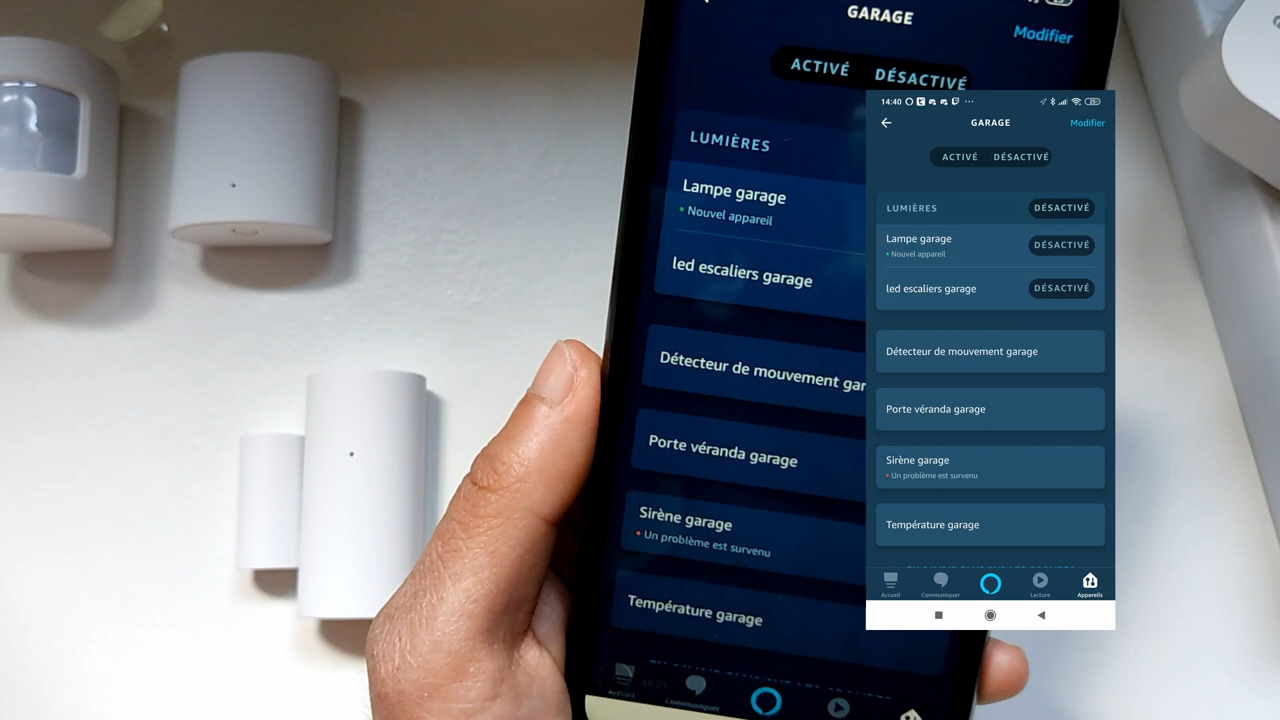 GARAGE
Modifier
ACTIVÉ DÉSACTIVÉ
LUMIÈRES
Lampe garage
• Nouvel appareil
led escaliers garage
Détecteur de mouvement gar
Porte véranda garage
Sirène garage
• Un problème est survenu
Température garage
Accueil
Communiquer
14:40
GARAGE
Modifier
ACTIVÉ DÉSACTIVÉ
LUMIÈRES DÉSACTIVÉ
Lampe garage DÉSACTIVÉ
• Nouvel appareil
led escaliers garage DÉSACTIVÉ
Détecteur de mouvement garage
Porte véranda garage
Sirène garage
• Un problème est survenu
Température garage
Accueil Communiquer Lecture Appareils